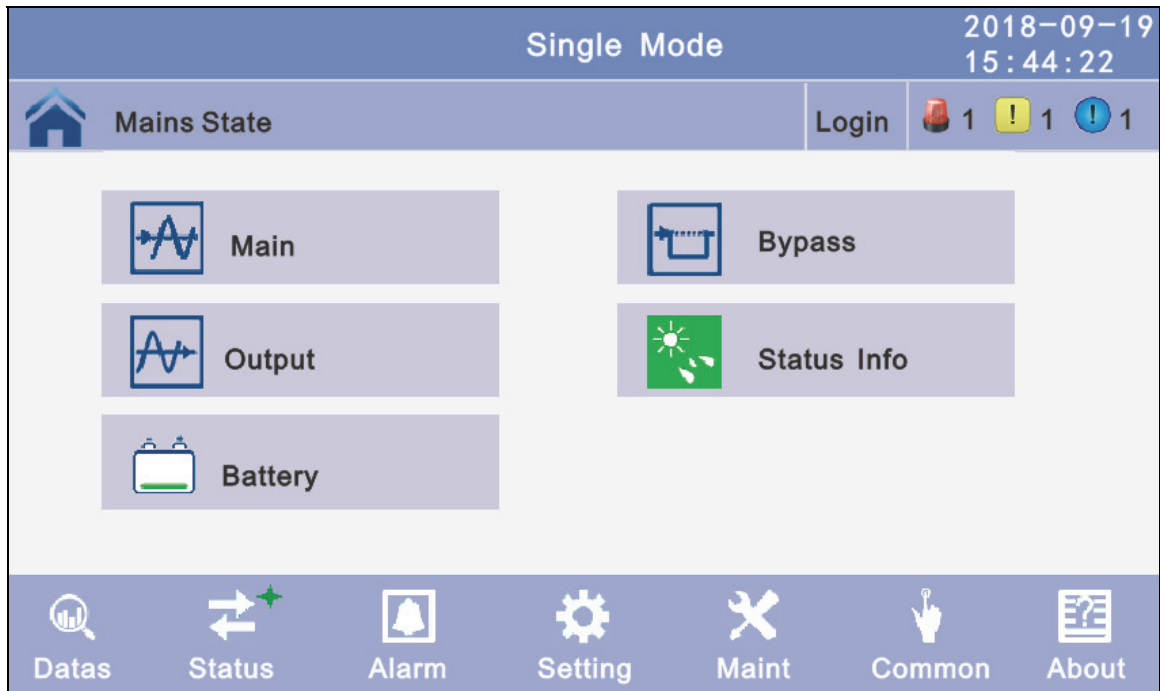 Single Mode
2018-09-19
15:44:22
Mains State
Login
1
! 1
! 1
Main
Bypass
Output
Status Info
Battery
Datas
Status
Alarm
Setting
Maint
Common
?
About